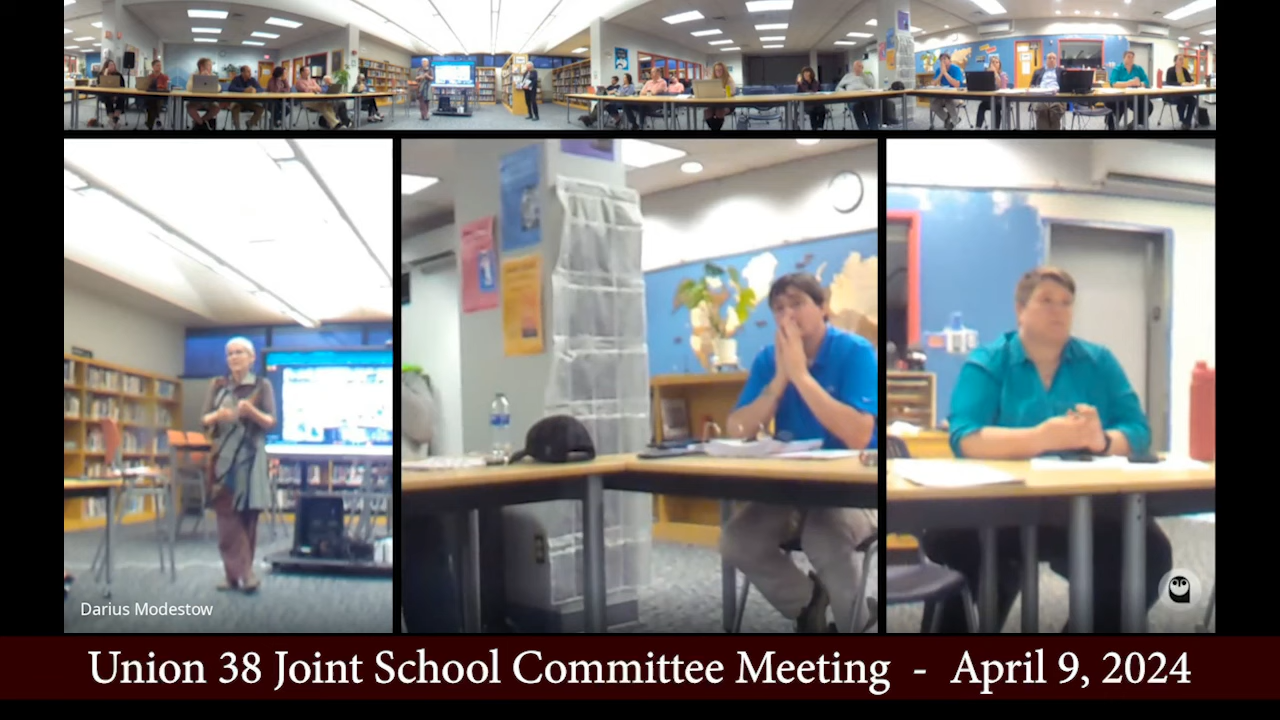 Darius Modestow
Union 38 Joint School Committee Meeting - April 9, 2024